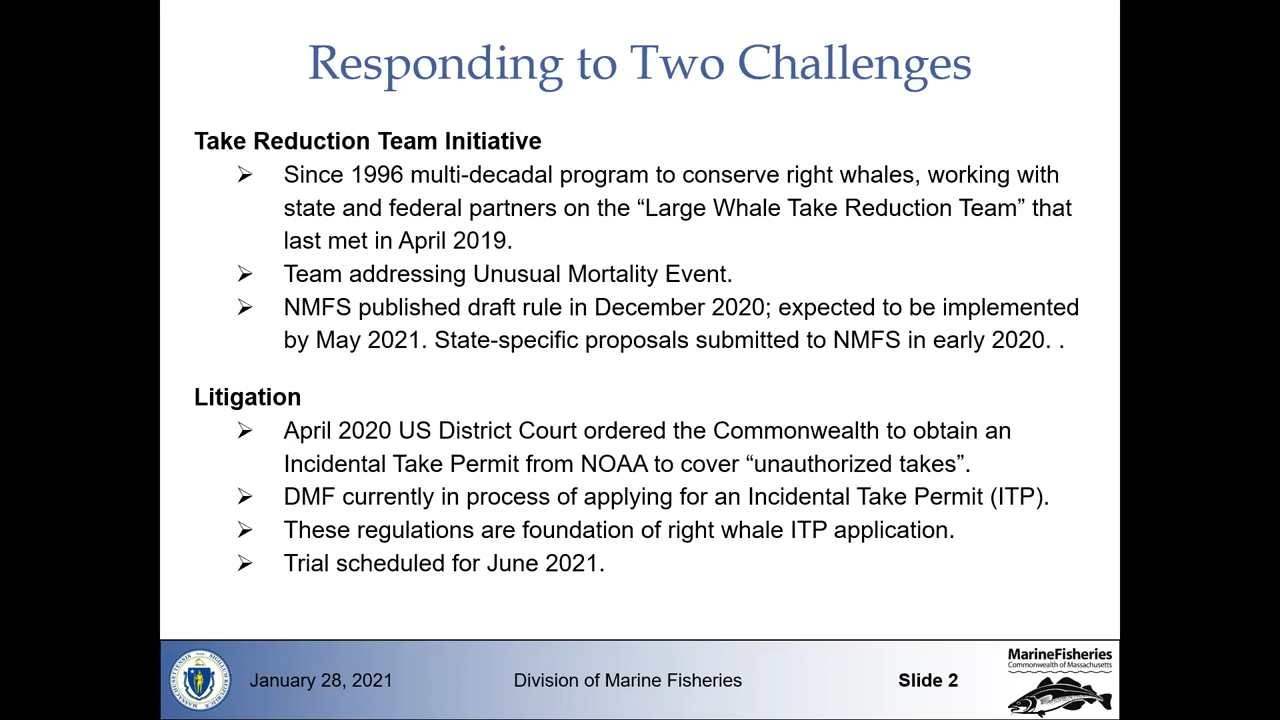 Responding to Two Challenges
Take Reduction Team Initiative
➢ Since 1996 multi-decadal program to conserve right whales, working with
state and federal partners on the “Large Whale Take Reduction Team” that
last met in April 2019.
➢ Team addressing Unusual Mortality Event.
➢ NMFS published draft rule in December 2020; expected to be implemented
by May 2021. State-specific proposals submitted to NMFS in early 2020. .
Litigation
➢ April 2020 US District Court ordered the Commonwealth to obtain an
Incidental Take Permit from NOAA to cover “unauthorized takes”.
➢ DMF currently in process of applying for an Incidental Take Permit (ITP).
➢ These regulations are foundation of right whale ITP application.
➢ Trial scheduled for June 2021.
January 28, 2021
Division of Marine Fisheries
Slide 2
MarineFisheries
Commonwealth of Massachusetts